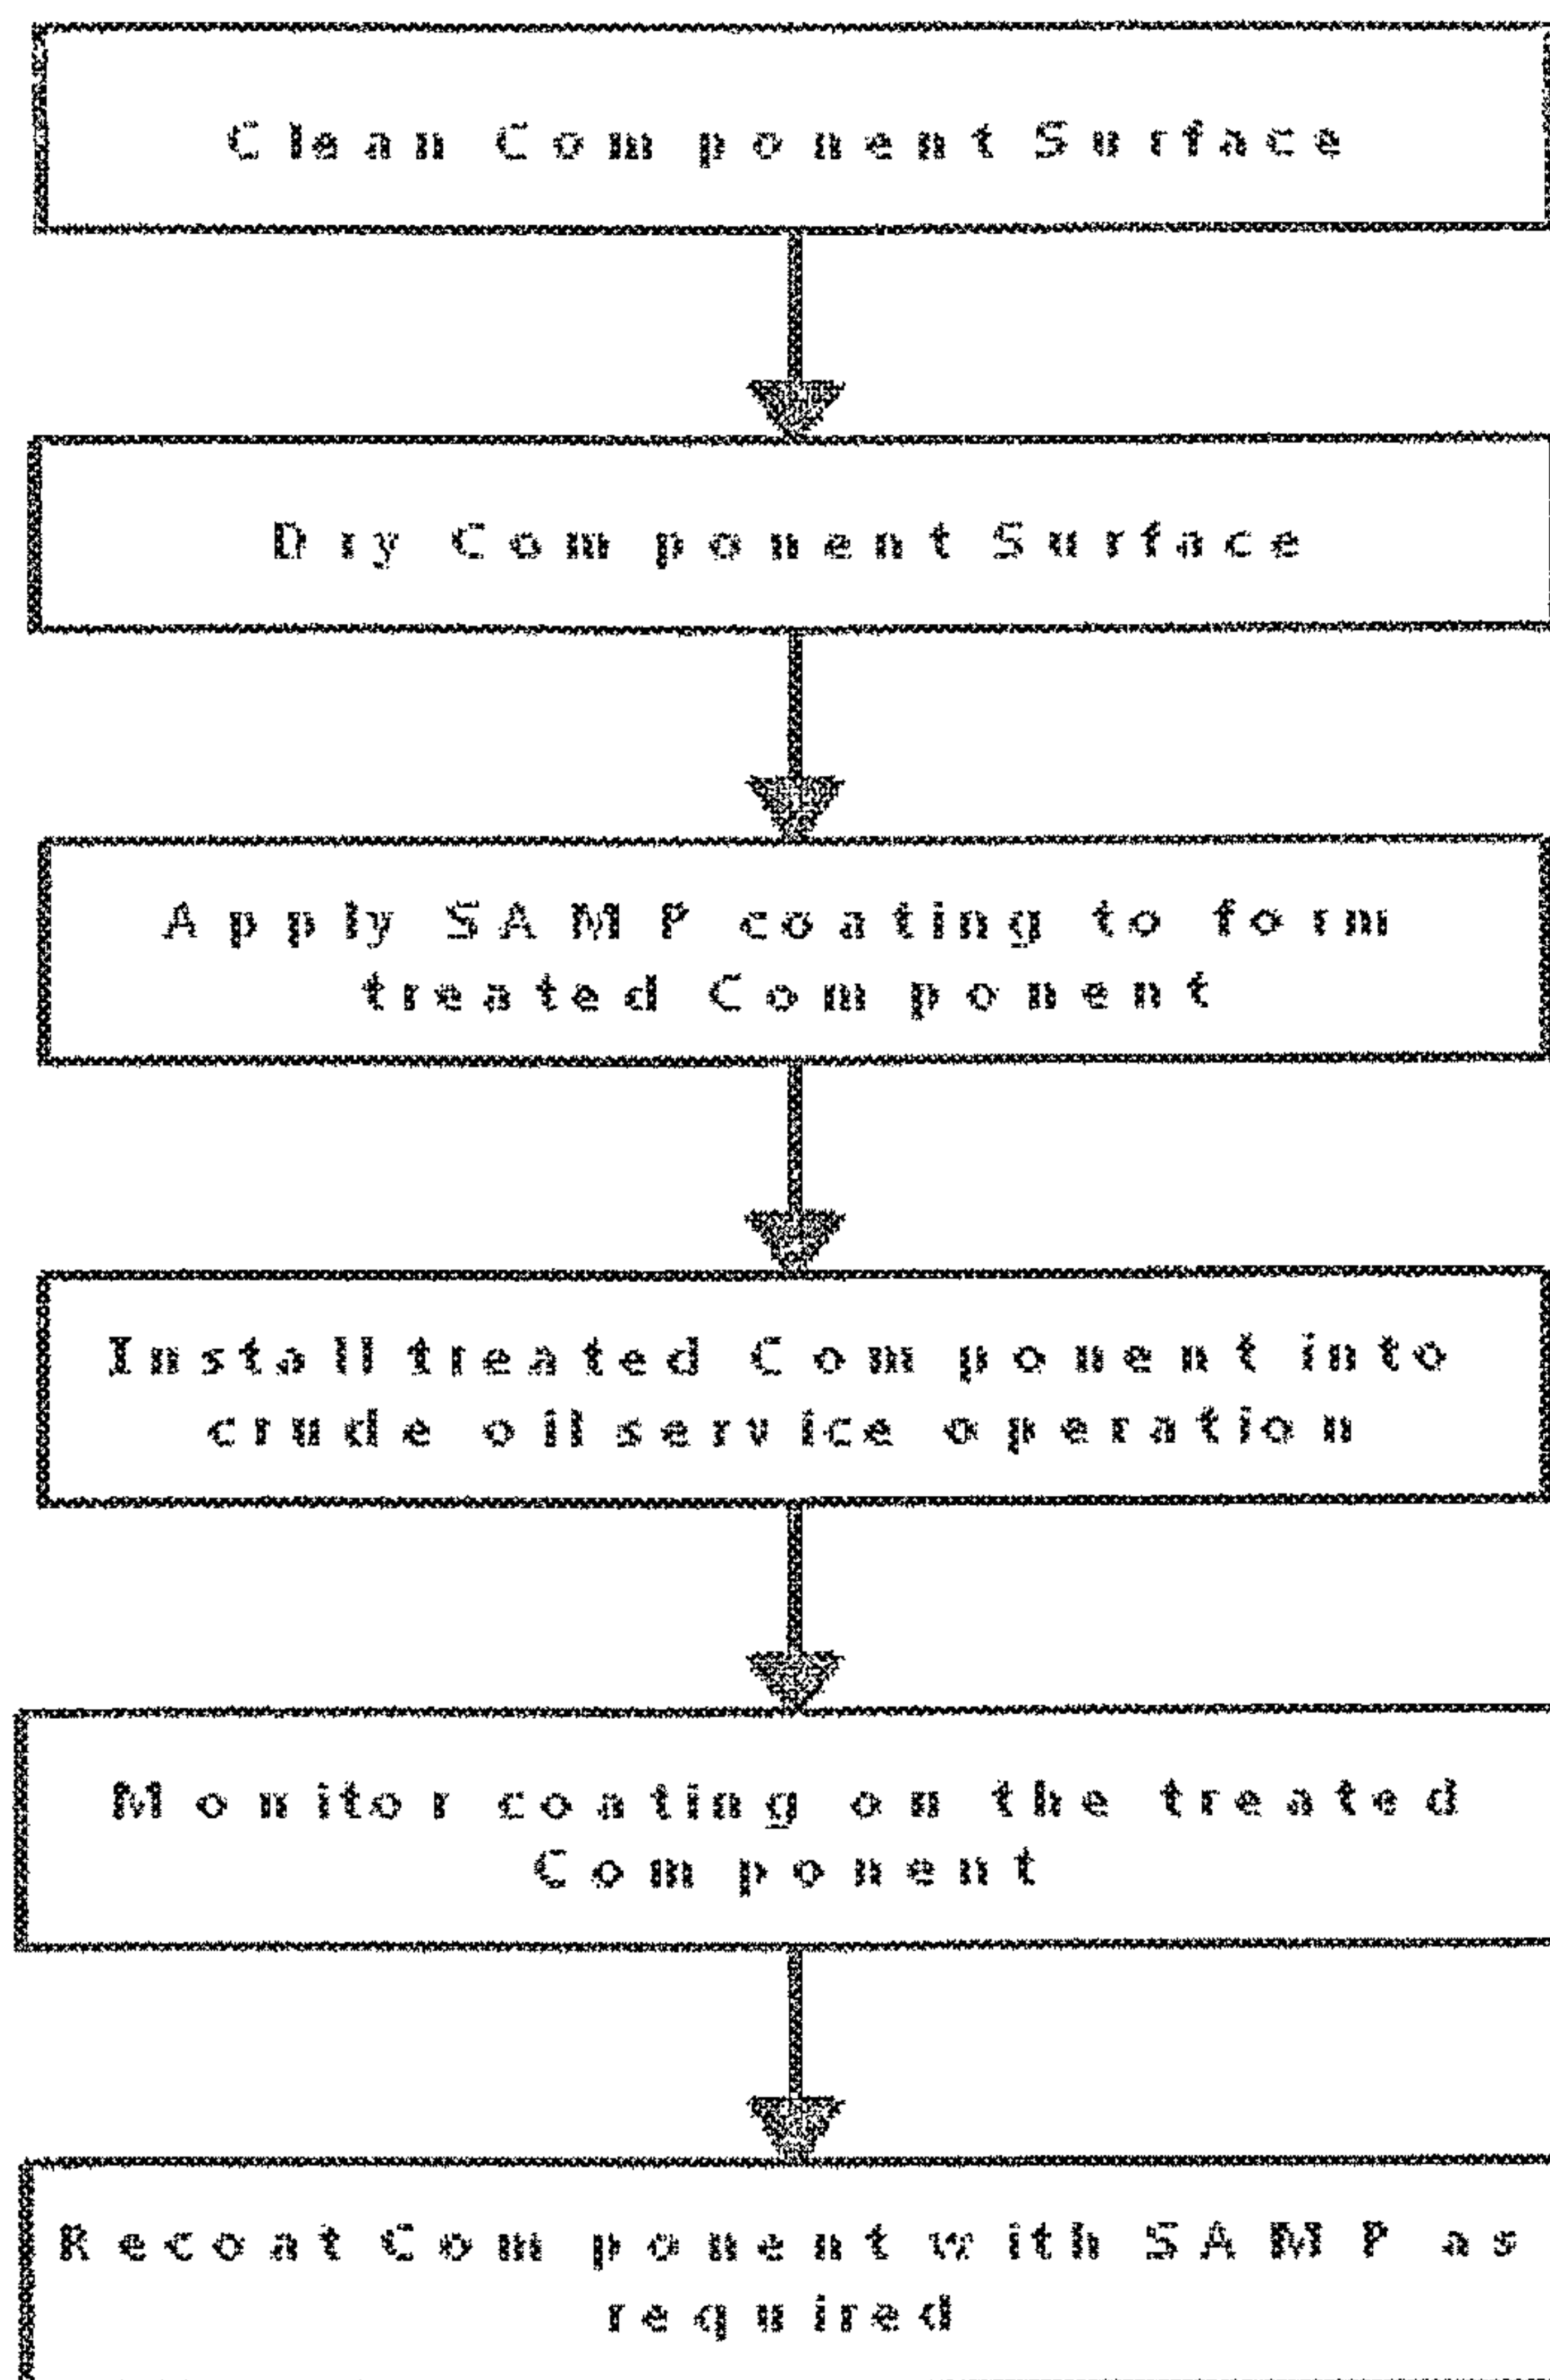 Clean Component Surface
Dry Component Surface
Apply SAMP coating to form
treated Component
Install treated Component into
crude oil service operation
Monitor coating on the treated
Component
Recoat Component with SAMP as
required